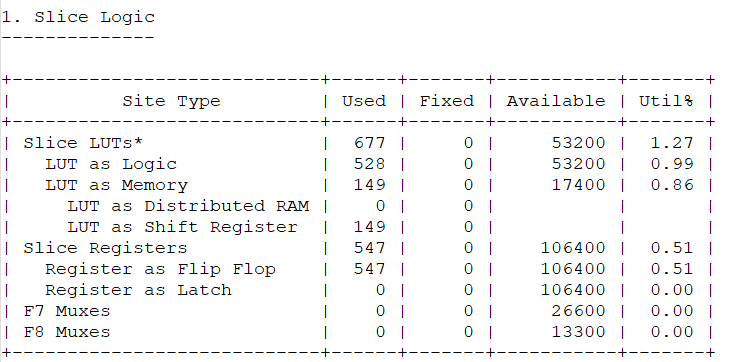 1. Slice Logic
--------------
+----------------------------+------+-------+-----------+-------+
|          Site Type         | Used | Fixed | Available | Util% |
+----------------------------+------+-------+-----------+-------+
| Slice LUTs*                |  677 |     0 |     53200 |  1.27 |
|   LUT as Logic             |  528 |     0 |     53200 |  0.99 |
|   LUT as Memory            |  149 |     0 |     17400 |  0.86 |
|     LUT as Distributed RAM |    0 |     0 |           |       |
|     LUT as Shift Register  |  149 |     0 |           |       |
| Slice Registers            |  547 |     0 |    106400 |  0.51 |
|   Register as Flip Flop    |  547 |     0 |    106400 |  0.51 |
|   Register as Latch        |    0 |     0 |    106400 |  0.00 |
| F7 Muxes                   |    0 |     0 |     26600 |  0.00 |
| F8 Muxes                   |    0 |     0 |     13300 |  0.00 |
+----------------------------+------+-------+-----------+-------+